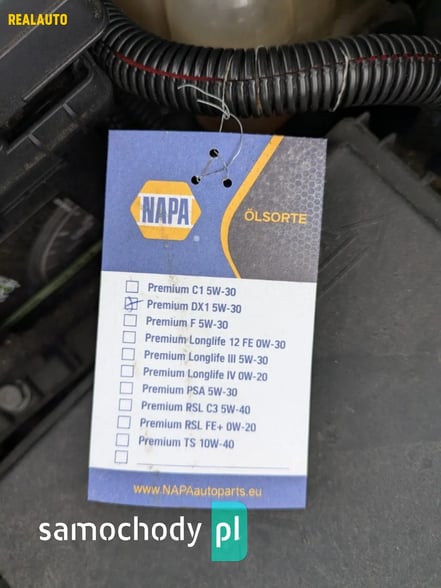 REALAUTO
NAPA
ÖLSORTE
Premium C1 5W-30
Premium DX1 5W-30
Premium F 5W-30
Premium Longlife 12 FE 0W-30
Premium Longlife III 5W-30
Premium Longlife IV 0W-20
Premium PSA 5W-30
Premium RSL C3 5W-40
Premium RSL FE+ 0W-20
Premium TS 10W-40
www.NAPAautoparts.eu
samochody pl